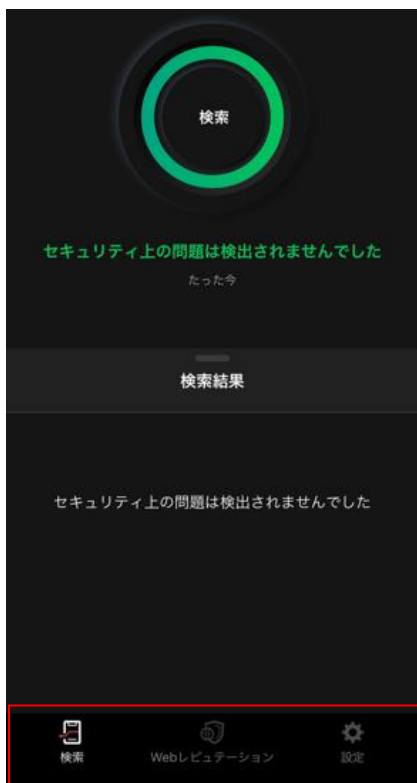 検索
セキュリティ上の問題は検出されませんでした
たった今
検索結果
セキュリティ上の問題は検出されませんでした
検索
Webレピュテーション
設定